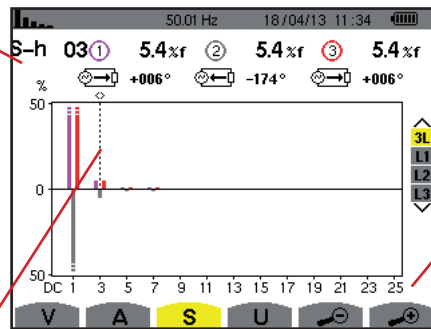 50.01 Hz 18/04/13 11:34
S-h 03 1 5.4%f 2 5.4%f 3 5.4%f
+006° -174° +006°
%
50
3L
L1
L2
L3
0
50
DC 1 3 5 7 9 11 13 15 17 19 21 23 25
V A S U